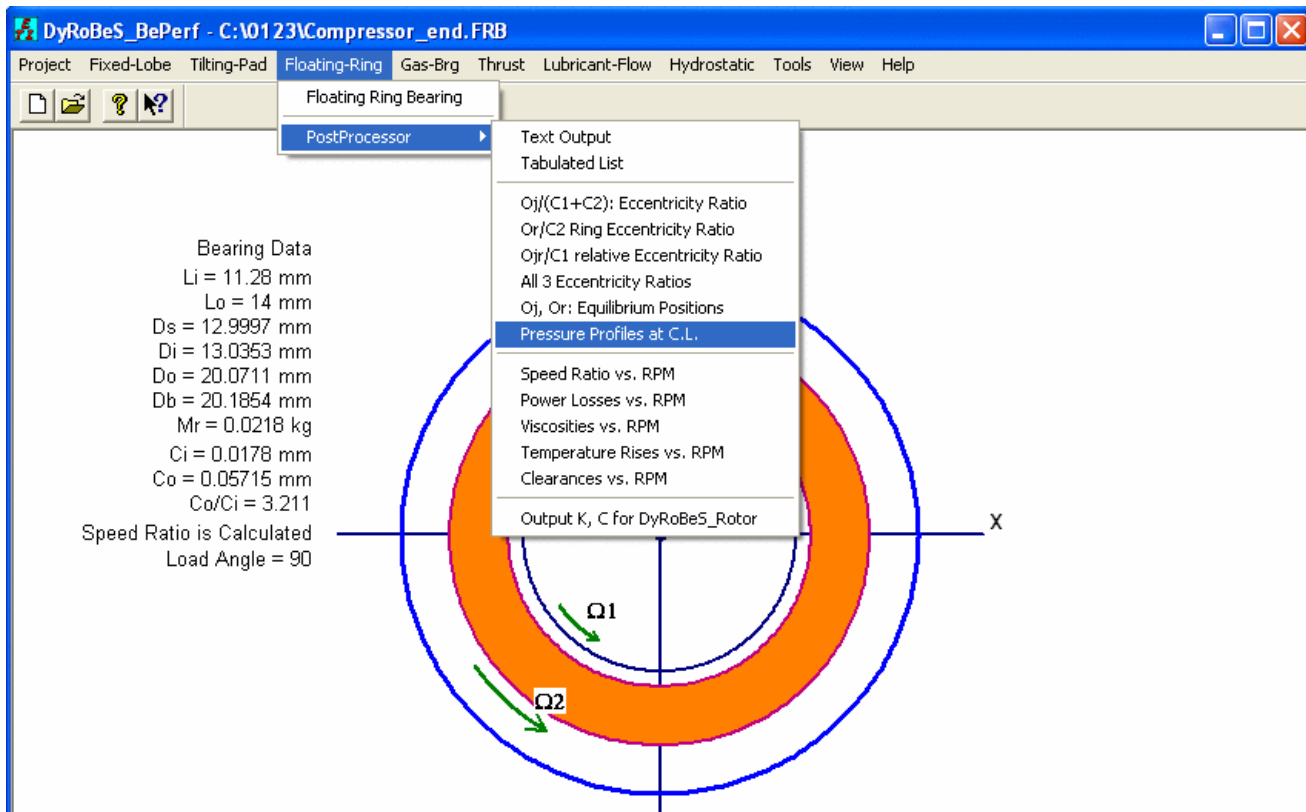 DyRoBeS_BePerf - C:\0123\Compressor_end.FRB
Project Fixed-Lobe Tilting-Pad Floating-Ring Gas-Brg Thrust Lubricant-Flow Hydrostatic Tools View Help
Floating Ring Bearing
PostProcessor
Text Output
Tabulated List
Oj/(C1+C2): Eccentricity Ratio
Or/C2 Ring Eccentricity Ratio
Ojr/C1 relative Eccentricity Ratio
All 3 Eccentricity Ratios
Oj, Or: Equilibrium Positions
Pressure Profiles at C.L.
Speed Ratio vs. RPM
Power Losses vs. RPM
Viscosities vs. RPM
Temperature Rises vs. RPM
Clearances vs. RPM
Output K, C for DyRoBeS_Rotor
Bearing Data
Li = 11.28 mm
Lo = 14 mm
Ds = 12.9997 mm
Di = 13.0353 mm
Do = 20.0711 mm
Db = 20.1854 mm
Mr = 0.0218 kg
Ci = 0.0178 mm
Co = 0.05715 mm
Co/Ci = 3.211
Speed Ratio is Calculated
Load Angle = 90
X
Ω1
Ω2